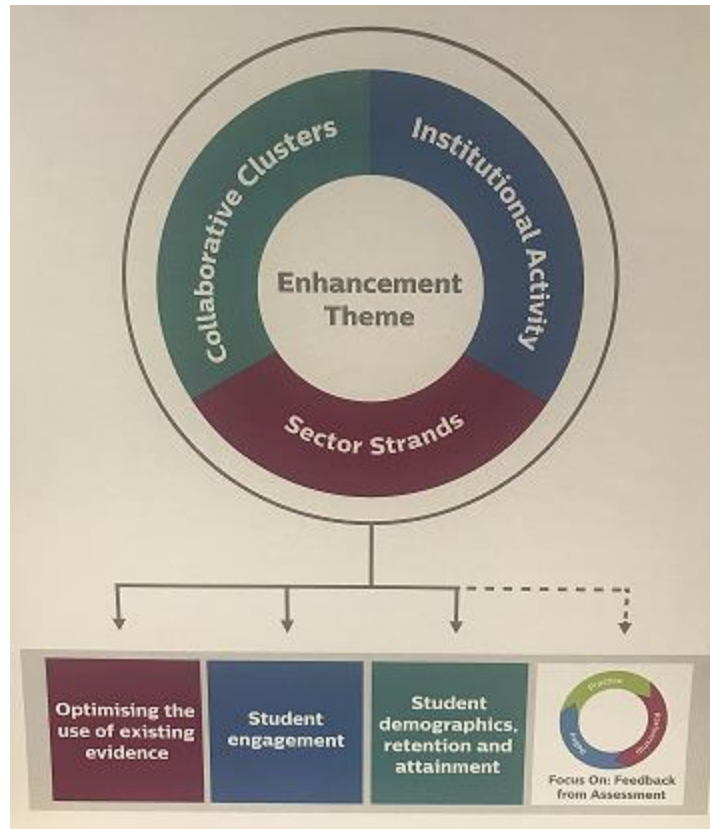 Collaborative Clusters
Institutional Activity
Enhancement
Theme
Sector Strands
Optimising the
use of existing
evidence
Student
engagement
Student
demographics,
retention and
attainment
Practice
Focus On: Feedback
from Assessment